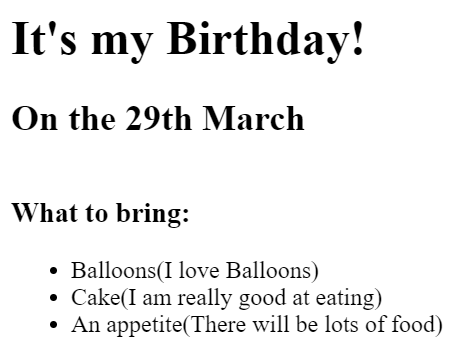 It's my Birthday!
On the 29th March
What to bring:
• Balloons(I love Balloons)
• Cake(I am really good at eating)
• An appetite(There will be lots of food)